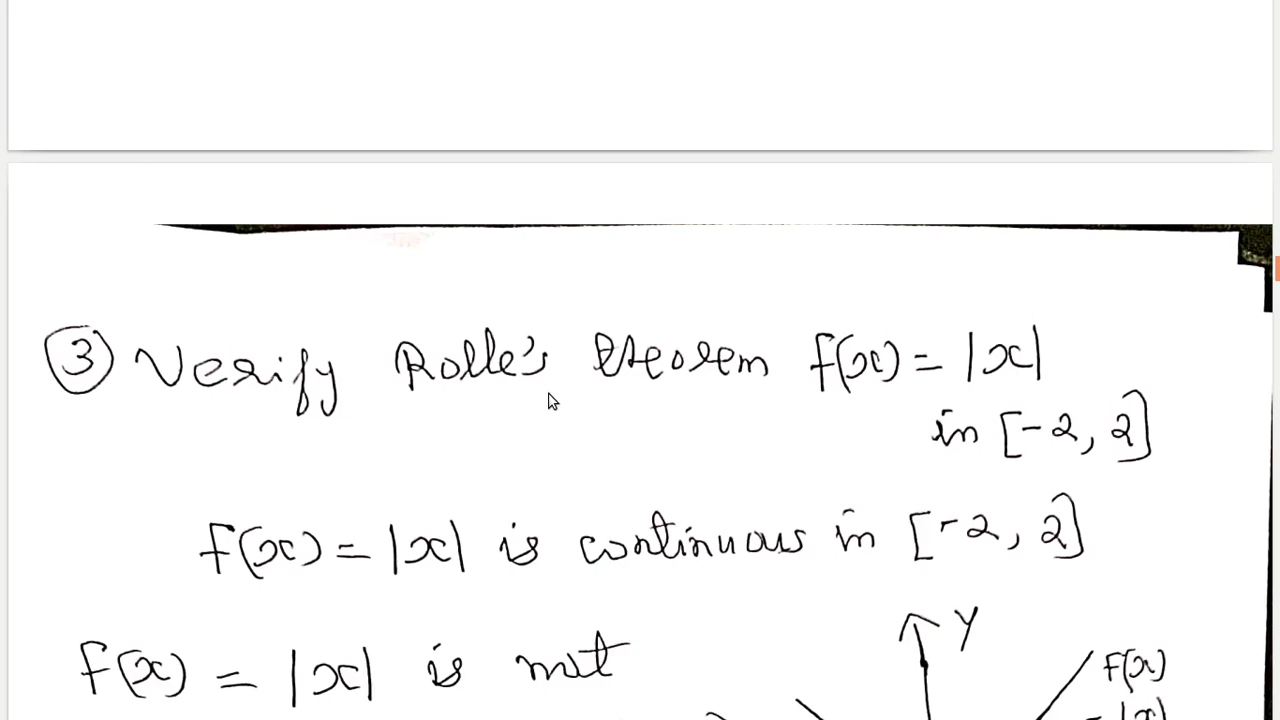 3 Verify Rolle's theorem f(x) = |x|
in [-2, 2]
f(x) = |x| is continuous in [-2, 2]
Y
f(x) = |x| is not
f(x)
= |x|